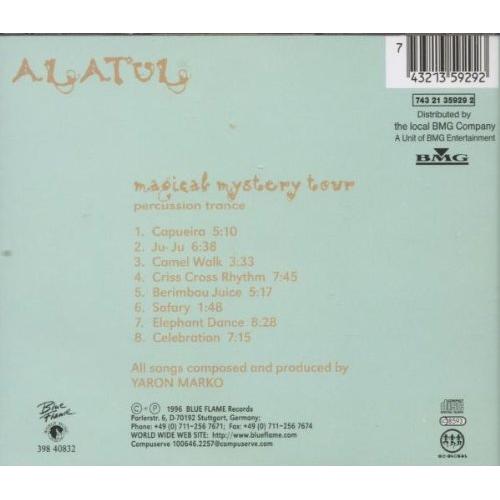 ALATUL
7
43213 59292
743 21 35929 2
Distributed by
the local BMG Company
A Unit of BMG Entertainment
BMG
magical mystery tour
percussion trance
1. Capueira 5:10
2. Ju-Ju 6:38
3. Camel Walk 3:33
4. Criss Cross Rhythm 7:45
5. Berimbau Juice 5:17
6. Safary 1:48
7. Elephant Dance 8:28
8. Celebration 7:15
All songs composed and produced by
YARON MARKO
Blue
Flame
398 40832
© + ℗ 1996 BLUE FLAME Records
Parlerstr. 6, D-70192 Stuttgart, Germany;
Phone: +49 (0) 711-256 7671; Fax: +49 (0) 711-256 7674
WORLD WIDE WEB SITE: http://www.blueflame.com
Compuserve 100646.2257@compuserve.com